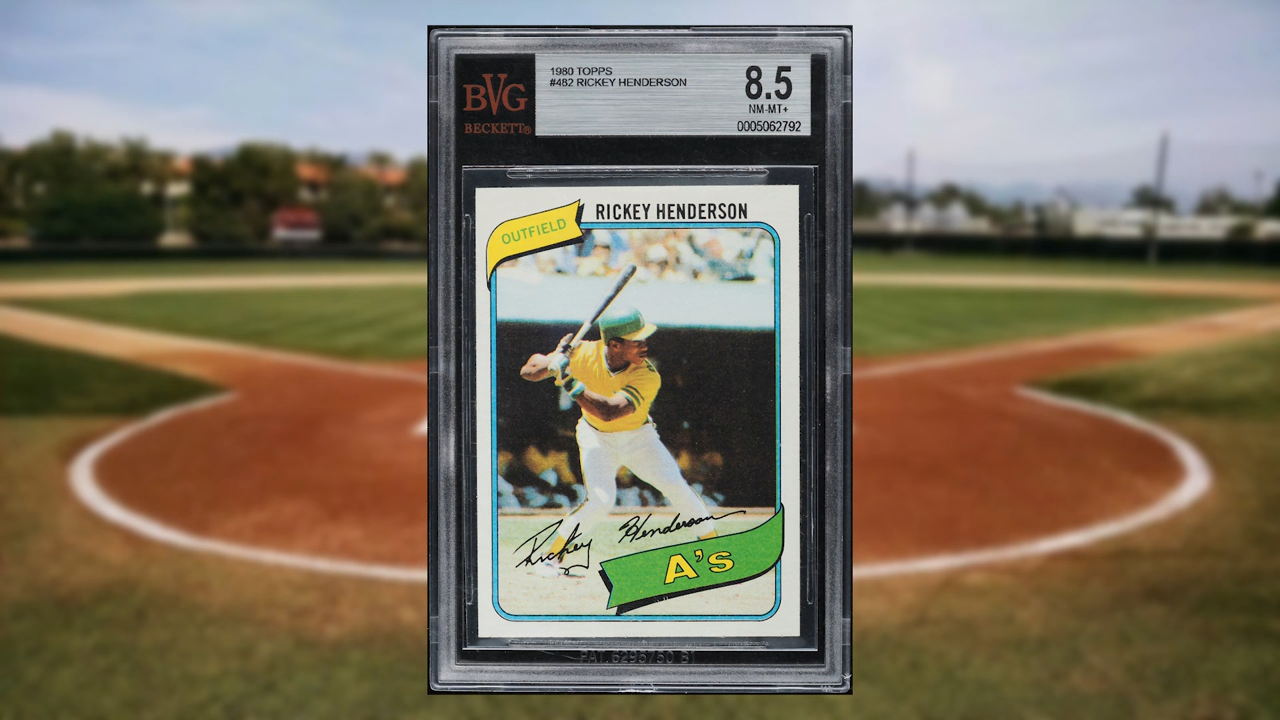 1980 TOPPS
#482 RICKEY HENDERSON
BVG
BECKETT®
8.5
NM-MT+
0005062792
RICKEY HENDERSON
OUTFIELD
Rickey Henderson
A's